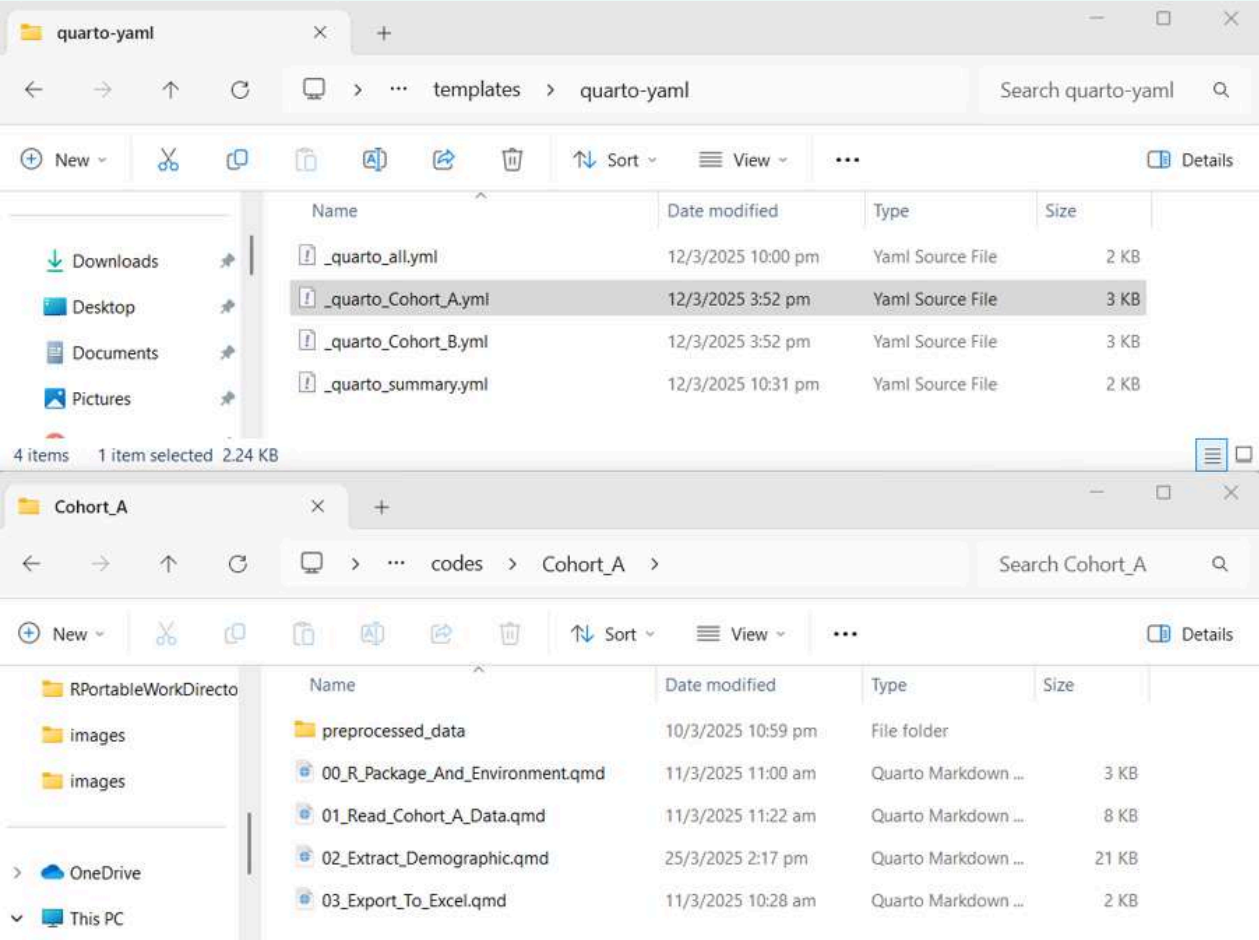 quarto-yaml
templates > quarto-yaml
Search quarto-yaml
New
Sort
View
Details
Name Date modified Type Size
Downloads
_quarto_all.yml 12/3/2025 10:00 pm Yaml Source File 2 KB
_quarto_Cohort_A.yml 12/3/2025 3:52 pm Yaml Source File 3 KB
Desktop
_quarto_Cohort_B.yml 12/3/2025 3:52 pm Yaml Source File 3 KB
Documents
_quarto_summary.yml 12/3/2025 10:31 pm Yaml Source File 2 KB
Pictures
4 items 1 item selected 2.24 KB
Cohort_A
codes > Cohort_A >
Search Cohort_A
New
Sort
View
Details
Name Date modified Type Size
RPortableWorkDirecto
preprocessed_data 10/3/2025 10:59 pm File folder
images
00_R_Package_And_Environment.qmd 11/3/2025 11:00 am Quarto Markdown ... 3 KB
images
01_Read_Cohort_A_Data.qmd 11/3/2025 11:22 am Quarto Markdown ... 8 KB
02_Extract_Demographic.qmd 25/3/2025 2:17 pm Quarto Markdown ... 21 KB
OneDrive
03_Export_To_Excel.qmd 11/3/2025 10:28 am Quarto Markdown ... 2 KB
This PC